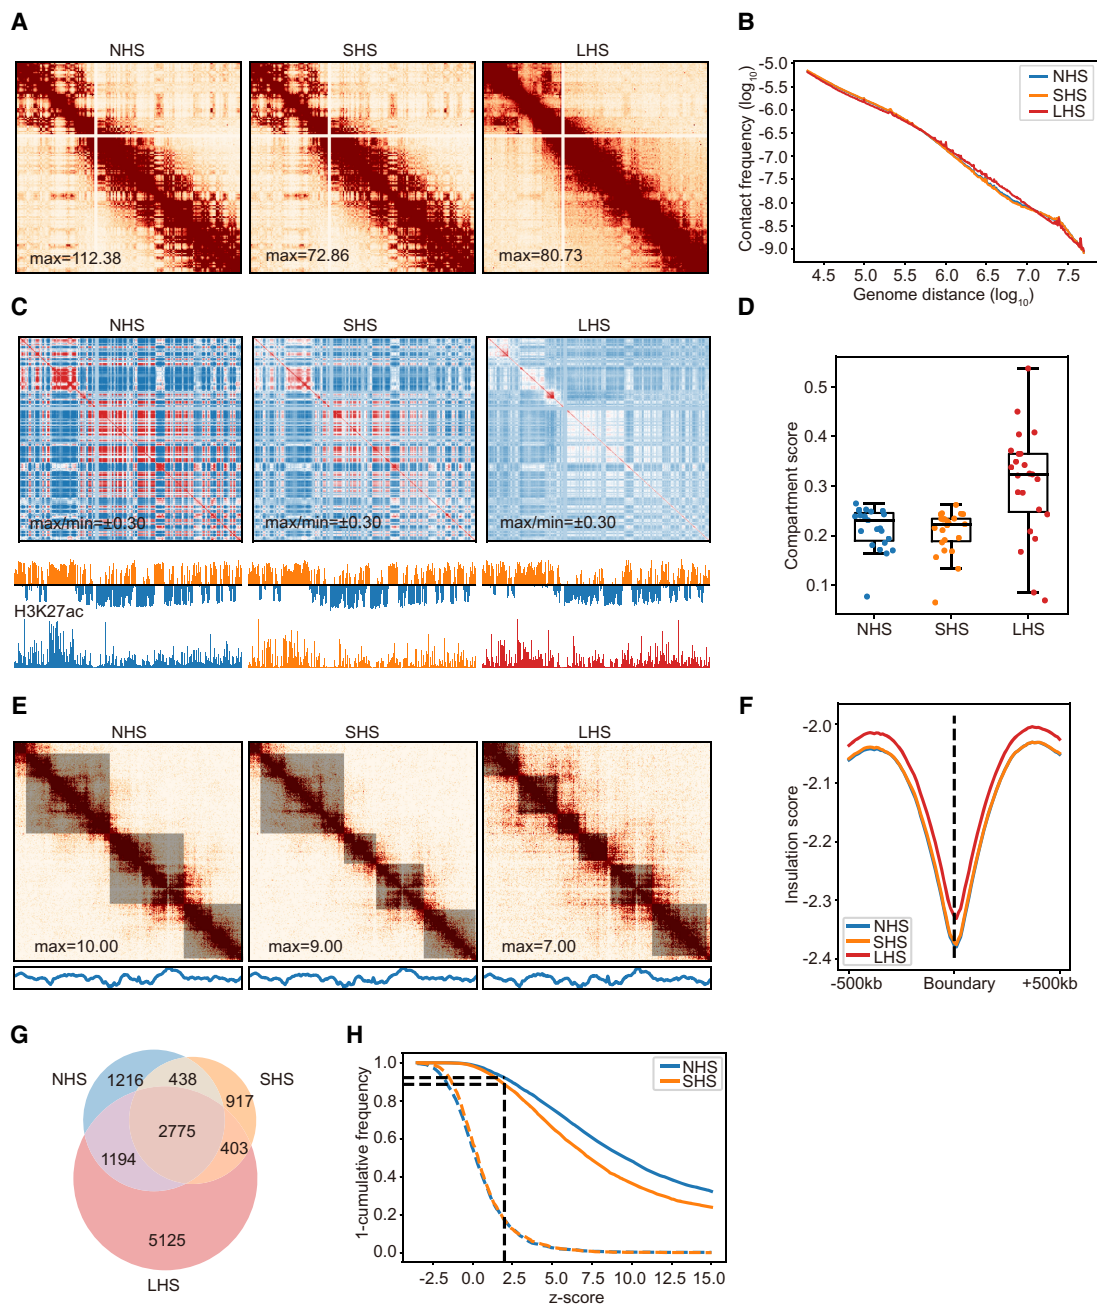 A
NHS
SHS
LHS
max=112.38
max=72.86
max=80.73
B
Contact frequency (log10)
-5.0
-5.5
-6.0
-6.5
-7.0
-7.5
-8.0
-8.5
-9.0
NHS
SHS
LHS
4.5 5.0 5.5 6.0 6.5 7.0 7.5
Genome distance (log10)
C
NHS
SHS
LHS
max/min=±0.30
max/min=±0.30
max/min=±0.30
H3K27ac
D
Compartment score
0.5
0.4
0.3
0.2
0.1
NHS
SHS
LHS
E
NHS
SHS
LHS
max=10.00
max=9.00
max=7.00
F
Insulation score
-2.0
-2.1
-2.2
-2.3
-2.4
NHS
SHS
LHS
-500kb
Boundary
+500kb
G
NHS
1216
438
SHS
917
2775
403
1194
5125
LHS
H
1-cumulative frequency
1.0
0.8
0.6
0.4
0.2
0.0
NHS
SHS
-2.5 0.0 2.5 5.0 7.5 10.0 12.5 15.0
z-score